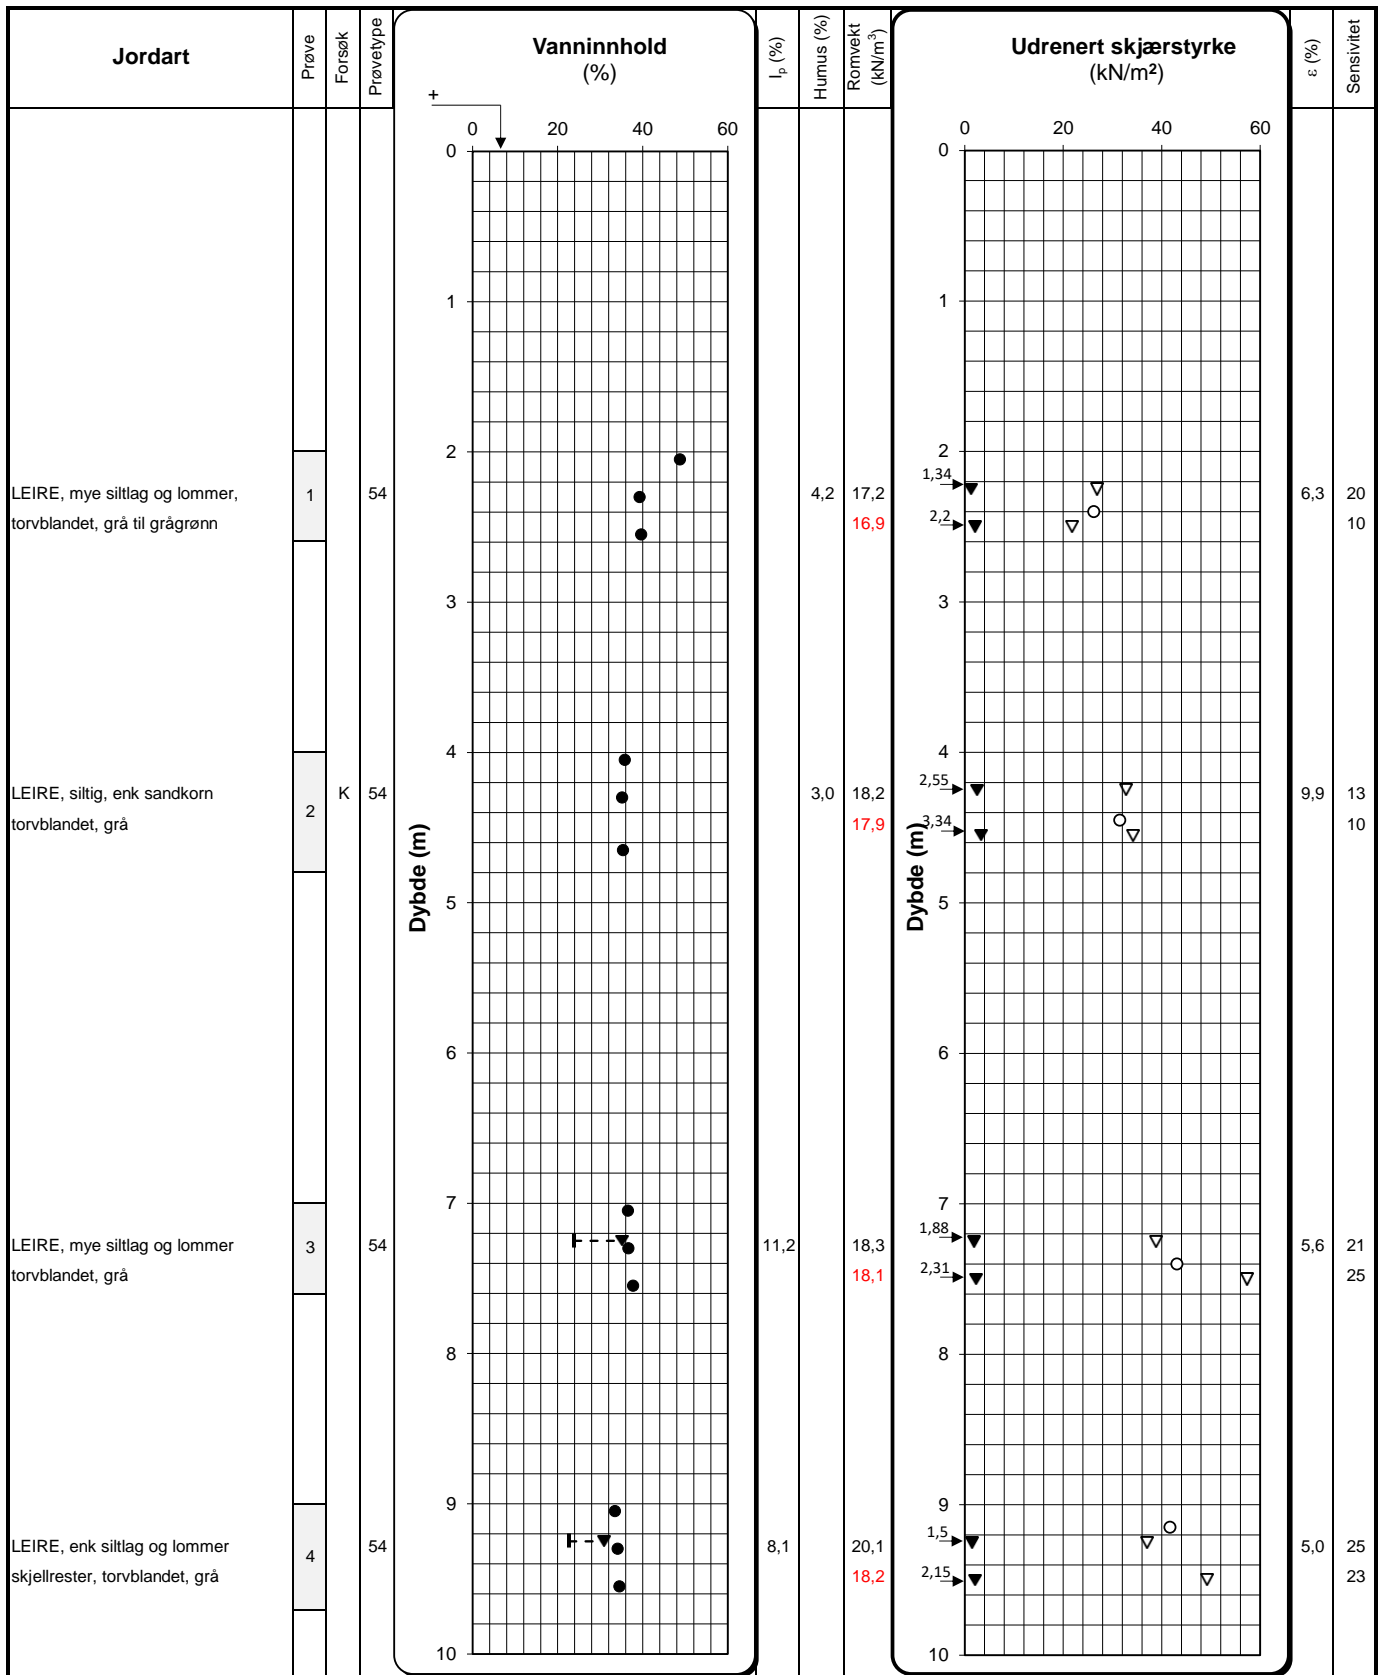 Jordart
Prøve
Forsøk
Prøvetype
Vanninnhold
(%)
I_p (%)
Humus (%)
Romvekt
(kN/m³)
Udrenert skjærstyrke
(kN/m²)
ε (%)
Sensivitet
+
0 20 40 60
0 20 40 60
0
1
2
3
4
5
6
7
8
9
10
Dybde (m)
0
1
2
3
4
5
6
7
8
9
10
Dybde (m)
LEIRE, mye siltlag og lommer,
torvblandet, grå til grågrønn
1
54
4,2
17,2
16,9
1,34
2,2
6,3
20
10
LEIRE, siltig, enk sandkorn
torvblandet, grå
2
K
54
3,0
18,2
17,9
2,55
3,34
9,9
13
10
LEIRE, mye siltlag og lommer
torvblandet, grå
3
54
11,2
18,3
18,1
1,88
2,31
5,6
21
25
LEIRE, enk siltlag og lommer
skjellrester, torvblandet, grå
4
54
8,1
20,1
18,2
1,5
2,15
5,0
25
23